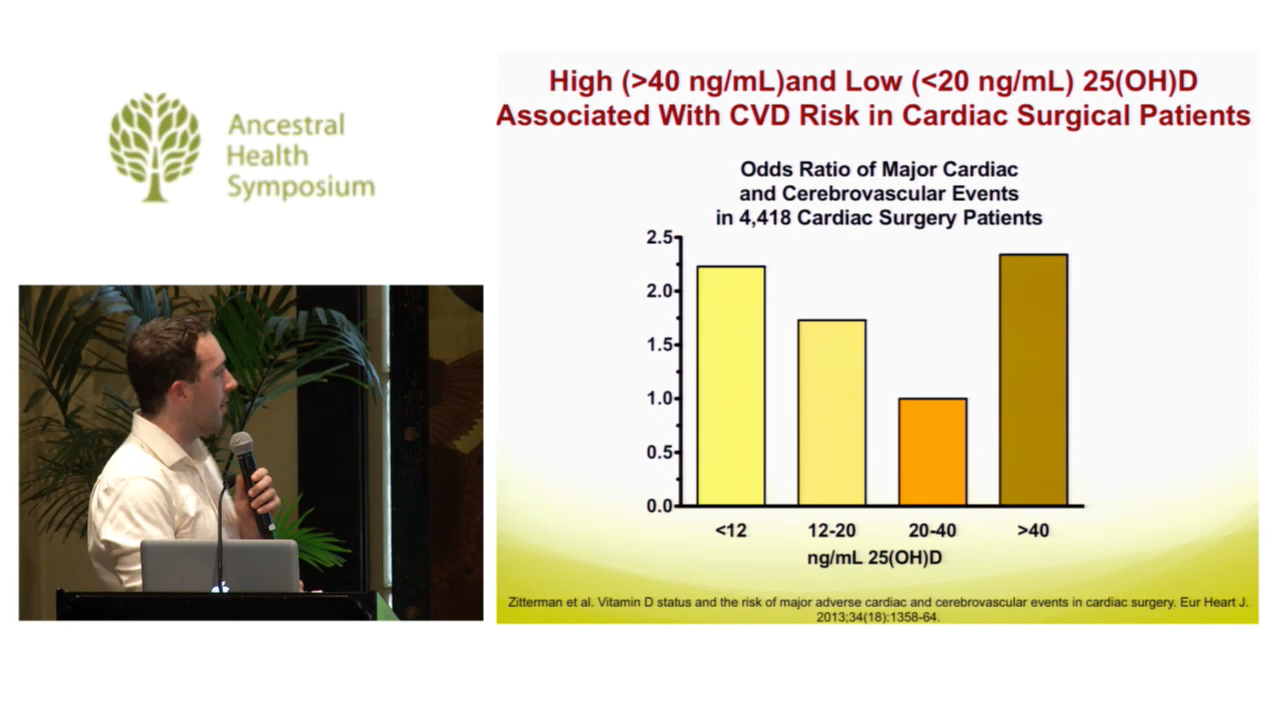 Ancestral
Health
Symposium
High (>40 ng/mL)and Low (<20 ng/mL) 25(OH)D
Associated With CVD Risk in Cardiac Surgical Patients
Odds Ratio of Major Cardiac
and Cerebrovascular Events
in 4,418 Cardiac Surgery Patients
2.5
2.0
1.5
1.0
0.5
0.0
<12 12-20 20-40 >40
ng/mL 25(OH)D
Zitterman et al. Vitamin D status and the risk of major adverse cardiac and cerebrovascular events in cardiac surgery. Eur Heart J.
2013;34(18):1358-64.